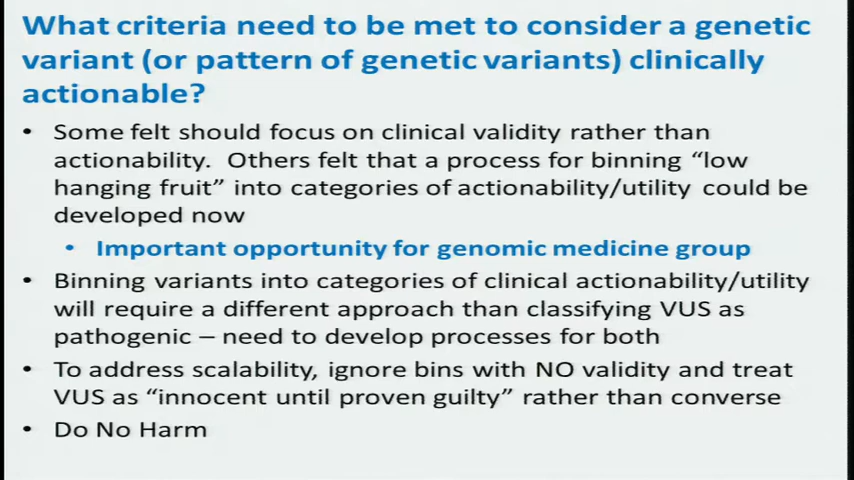 What criteria need to be met to consider a genetic
variant (or pattern of genetic variants) clinically
actionable?
• Some felt should focus on clinical validity rather than
actionability. Others felt that a process for binning “low
hanging fruit” into categories of actionability/utility could be
developed now
• Important opportunity for genomic medicine group
• Binning variants into categories of clinical actionability/utility
will require a different approach than classifying VUS as
pathogenic – need to develop processes for both
• To address scalability, ignore bins with NO validity and treat
VUS as “innocent until proven guilty” rather than converse
• Do No Harm